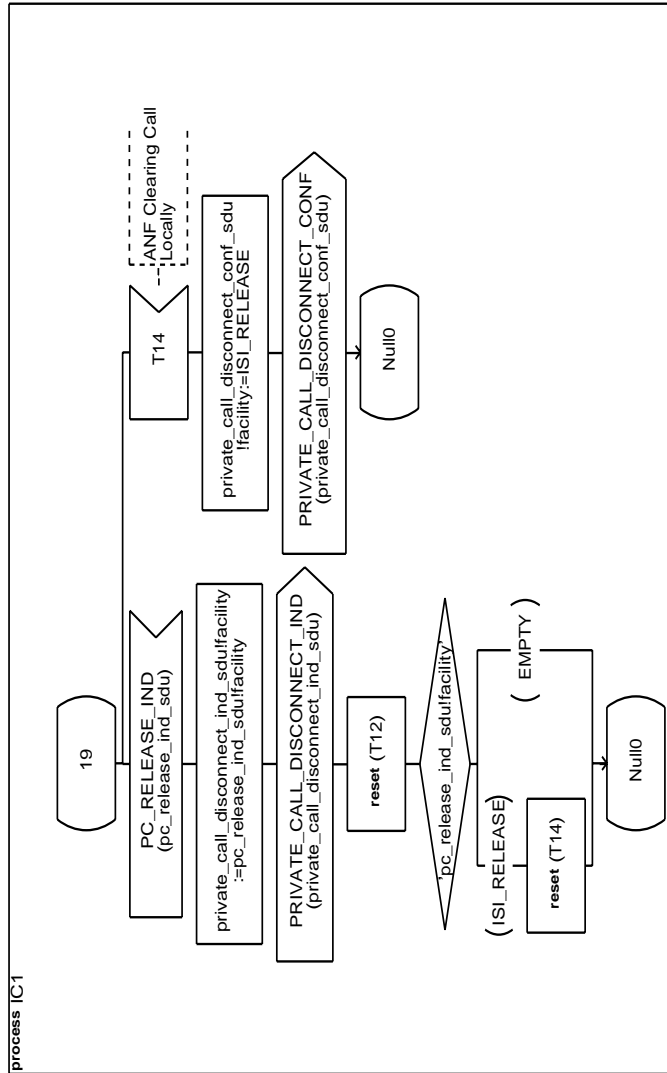 process IC1
19
PC_RELEASE_IND
(pc_release_ind_sdu)
private_call_disconnect_ind_sdu!facility
:=pc_release_ind_sdu!facility
PRIVATE_CALL_DISCONNECT_IND
(private_call_disconnect_ind_sdu)
reset (T12)
'pc_release_ind_sdu!facility'
(ISI_RELEASE)
reset (T14)
( EMPTY )
Null0
T14
ANF Clearing Call
Locally
private_call_disconnect_conf_sdu
!facility:=ISI_RELEASE
PRIVATE_CALL_DISCONNECT_CONF
(private_call_disconnect_conf_sdu)
Null0